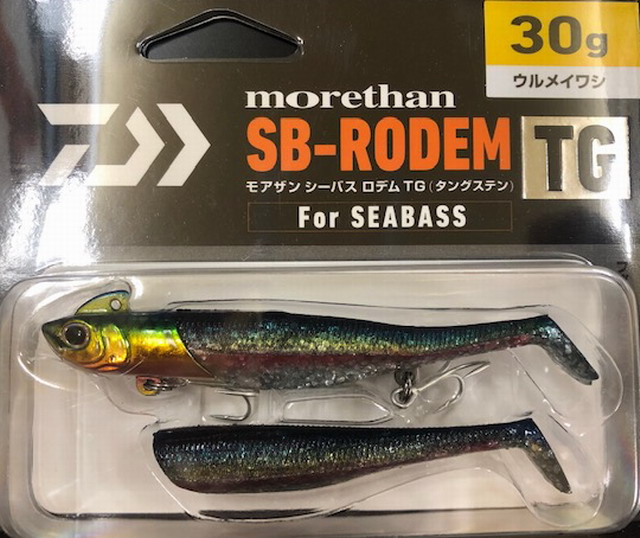 30g
ウルメイワシ
morethan
SB-RODEM TG
モアザン シーバス ロデム TG(タングステン)
For SEABASS